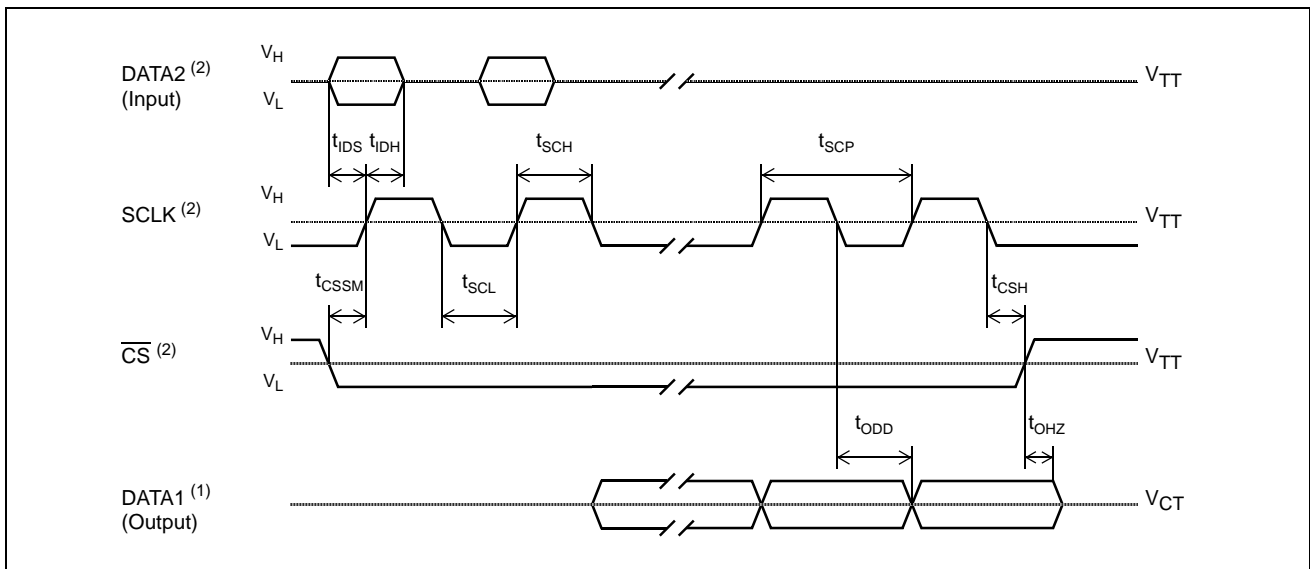 V_H
DATA2 (2)
V_TT
(Input)
V_L
t_IDS t_IDH t_SCH t_SCP
V_H
SCLK (2)
V_TT
V_L
t_CSSM t_SCL t_CSH
V_H
CS (2)
V_TT
V_L
t_ODD t_OHZ
DATA1 (1)
V_CT
(Output)